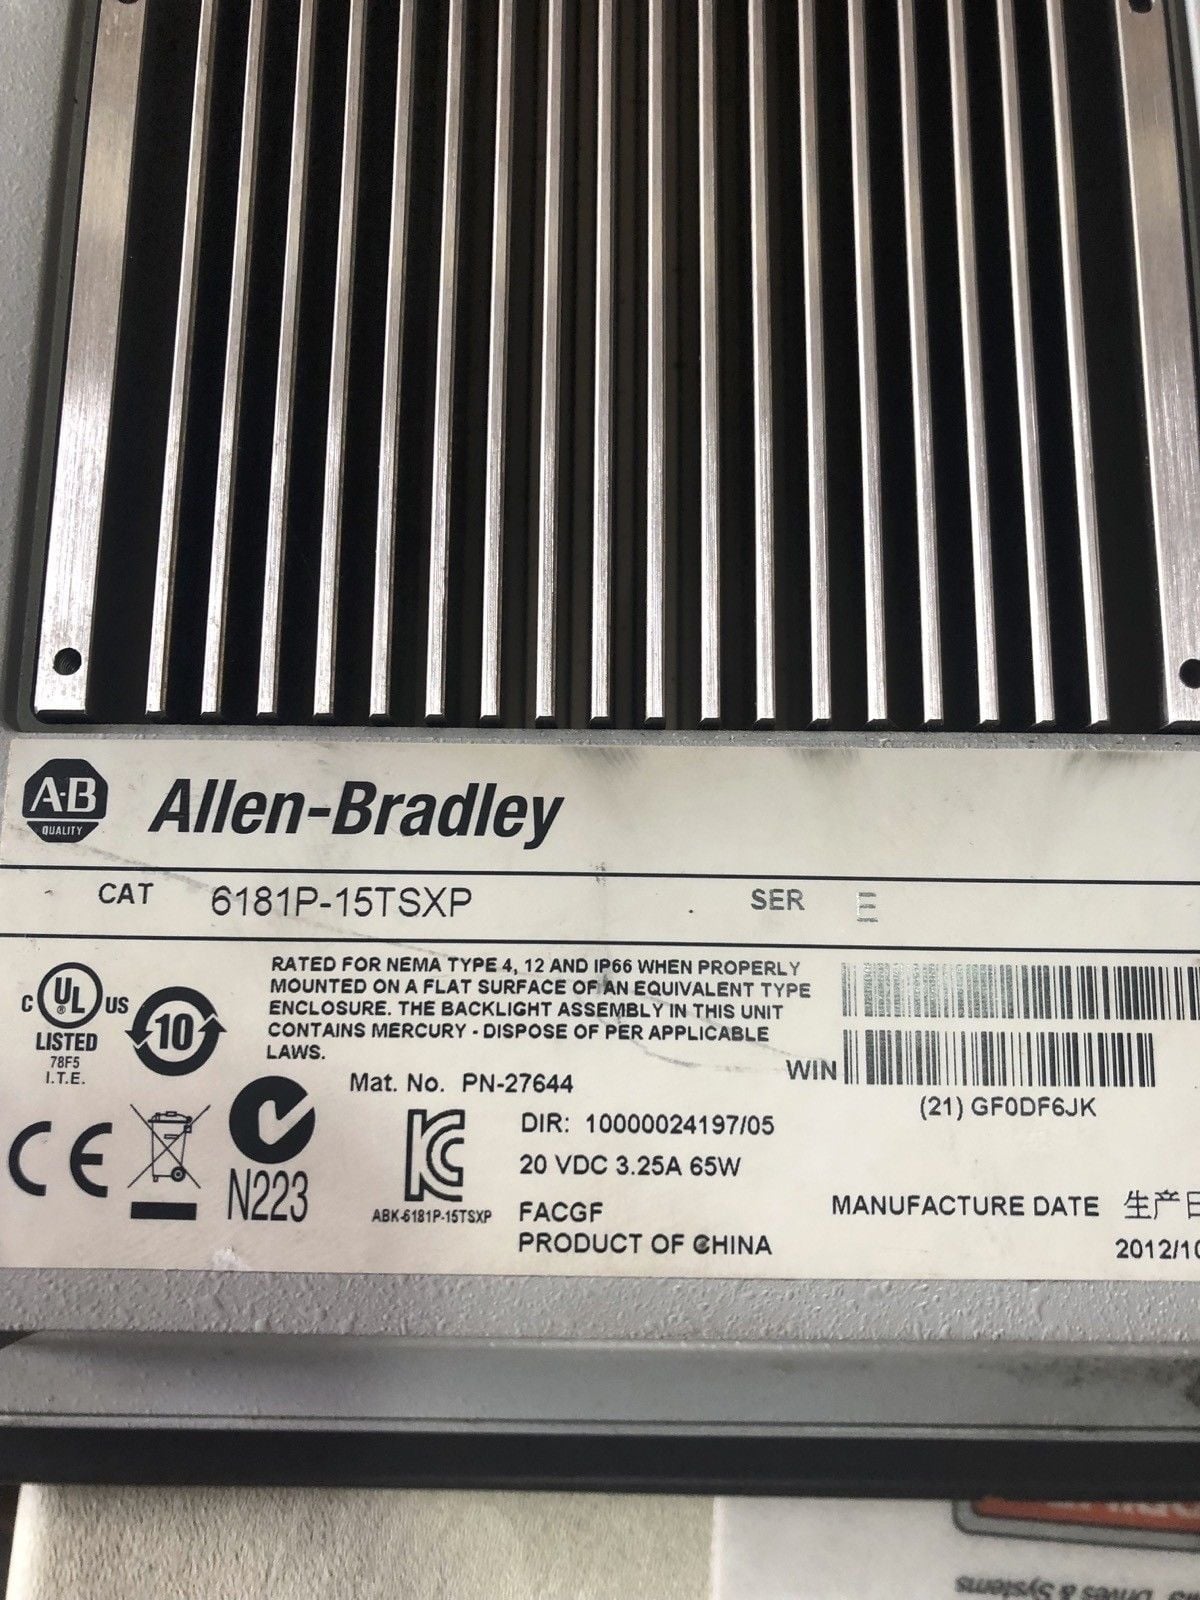 A-B
QUALITY
Allen-Bradley
CAT 6181P-15TSXP SER E
RATED FOR NEMA TYPE 4, 12 AND IP66 WHEN PROPERLY
MOUNTED ON A FLAT SURFACE OF AN EQUIVALENT TYPE
ENCLOSURE. THE BACKLIGHT ASSEMBLY IN THIS UNIT
CONTAINS MERCURY - DISPOSE OF PER APPLICABLE
LAWS.
C UL US
®
LISTED
78F5
I.T.E.
10
WIN
(21) GF0DF6JK
Mat. No. PN-27644
DIR: 10000024197/05
20 VDC 3.25A 65W
CE
N223
ABK-6181P-15TSXP
FACGF
PRODUCT OF CHINA
MANUFACTURE DATE 生产日
2012/10
Drives & Systems